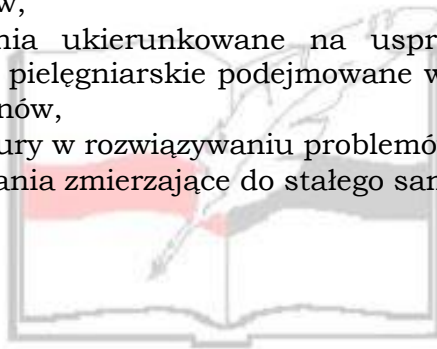 ów,
nia ukierunkowane na uspr
pielęgniarskie podejmowane w
nów,
ury w rozwiązywaniu problemó
ania zmierzające do stałego sam